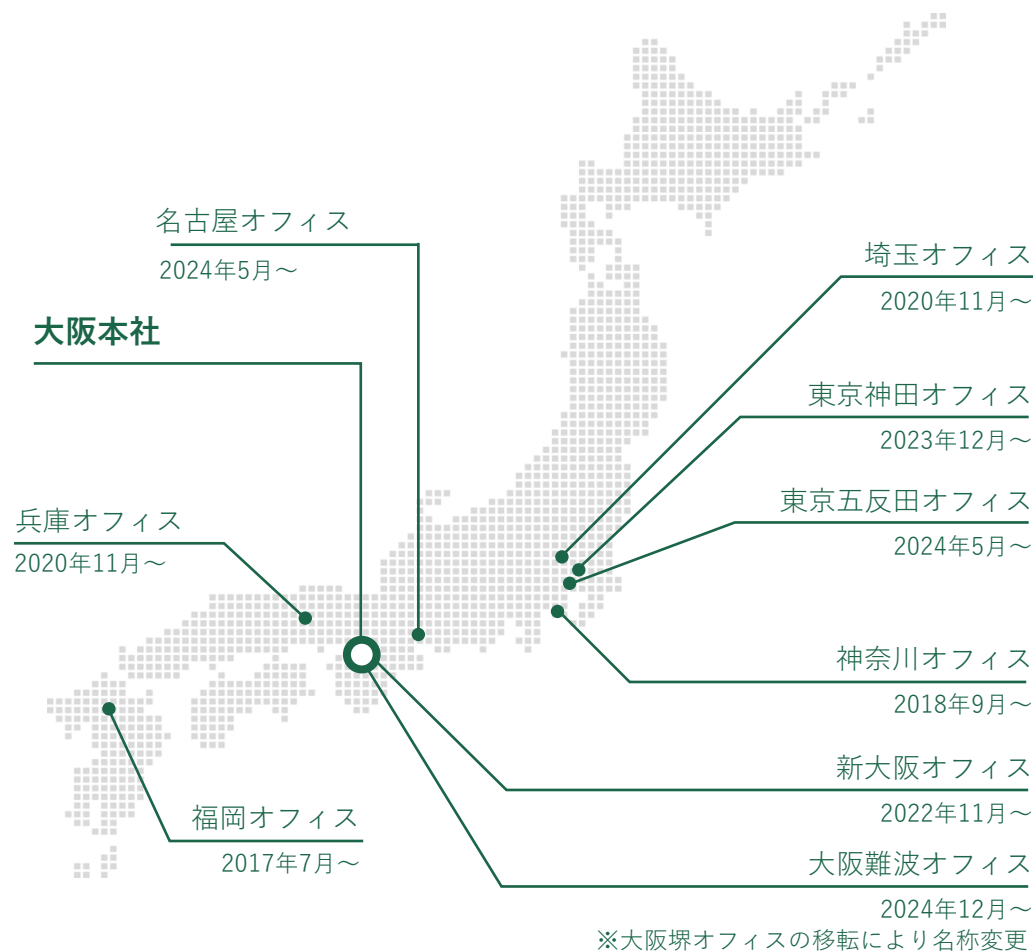 名古屋オフィス
2024年5月～
大阪本社
兵庫オフィス
2020年11月～
福岡オフィス
2017年7月～
埼玉オフィス
2020年11月～
東京神田オフィス
2023年12月～
東京五反田オフィス
2024年5月～
神奈川オフィス
2018年9月～
新大阪オフィス
2022年11月～
大阪難波オフィス
2024年12月～
※大阪堺オフィスの移転により名称変更